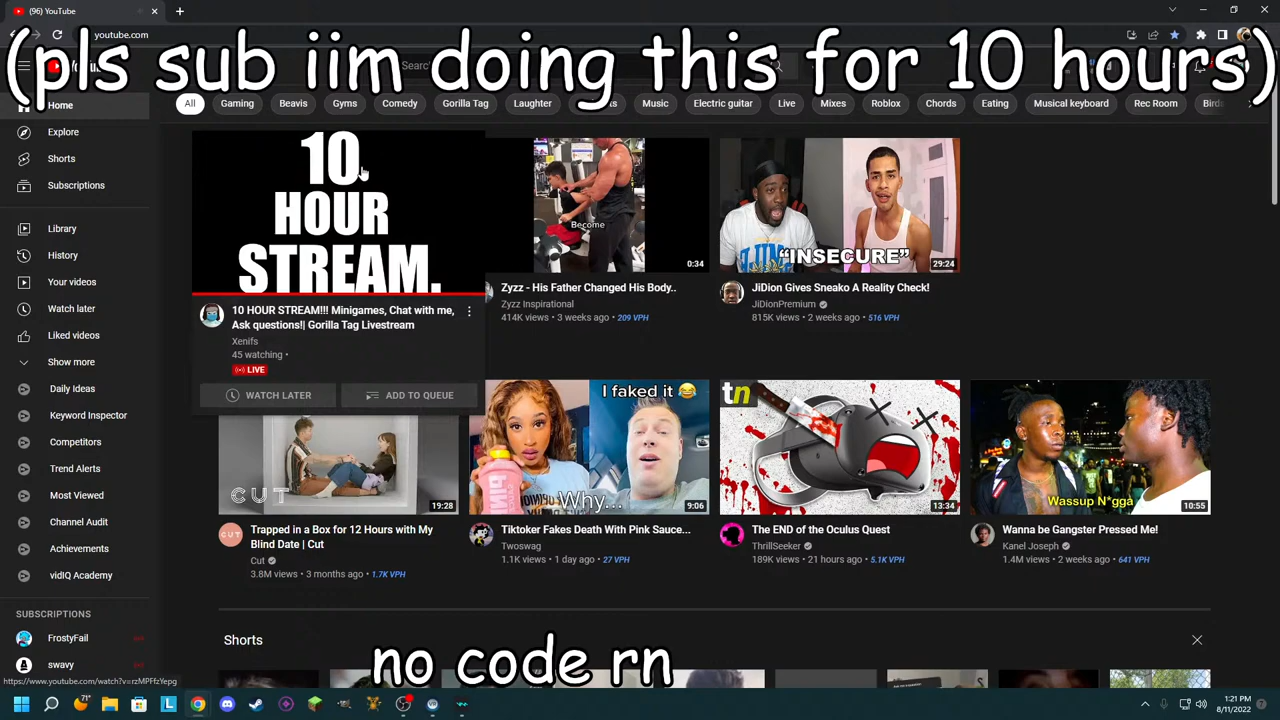 (96) YouTube
youtube.com
(pls sub iim doing this for 10 hours)
Sear
Home
All
Gaming
Beavis
Gyms
Comedy
Gorilla Tag
Laughter
Music
Electric guitar
Live
Mixes
Roblox
Chords
Eating
Musical keyboard
Rec Room
Explore
Shorts
Subscriptions
Library
History
Your videos
Watch later
Liked videos
Show more
Daily Ideas
Keyword Inspector
Competitors
Trend Alerts
Most Viewed
Channel Audit
Achievements
vidIQ Academy
SUBSCRIPTIONS
FrostyFail
swavy
10
HOUR
STREAM.
10 HOUR STREAM!!! Minigames, Chat with me,
Ask questions!| Gorilla Tag Livestream
Xenifs
45 watching •
LIVE
WATCH LATER
ADD TO QUEUE
Become
0:34
Zyzz - His Father Changed His Body..
Zyzz Inspirational
414K views • 3 weeks ago • 209 VPH
"INSECURE"
29:24
JiDion Gives Sneako A Reality Check!
JiDionPremium
815K views • 2 weeks ago • 516 VPH
CUT
19:28
Trapped in a Box for 12 Hours with My
Blind Date | Cut
Cut
3.8M views • 3 months ago • 1.7K VPH
I faked it 😂
Why...
9:06
Tiktoker Fakes Death With Pink Sauce...
Twoswag
1.1K views • 1 day ago • 27 VPH
tn
13:34
The END of the Oculus Quest
ThrillSeeker
189K views • 21 hours ago • 5.1K VPH
Wassup N*gga
10:55
Wanna be Gangster Pressed Me!
Kanel Joseph
1.4M views • 2 weeks ago • 641 VPH
Shorts
no code rn
https://www.youtube.com/watch?v=rzMPFfzYepg
71°
1:21 PM
8/11/2022